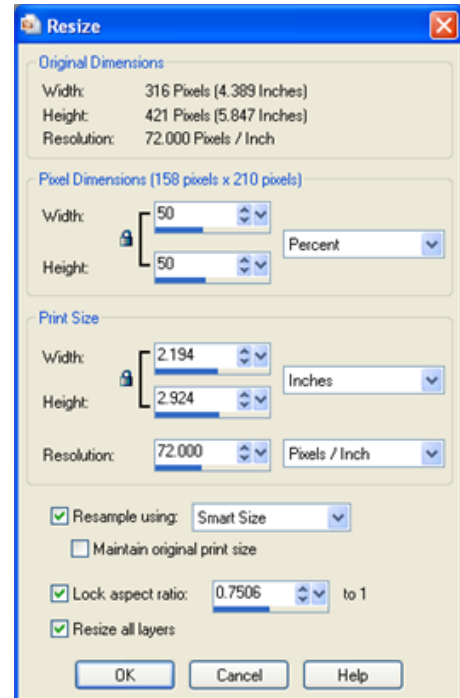 Resize
Original Dimensions
Width: 316 Pixels (4.389 Inches)
Height: 421 Pixels (5.847 Inches)
Resolution: 72.000 Pixels / Inch
Pixel Dimensions (158 pixels x 210 pixels)
Width: 50
Percent
Height: 50
Print Size
Width: 2.194
Inches
Height: 2.924
Resolution: 72.000 Pixels / Inch
Resample using: Smart Size
Maintain original print size
Lock aspect ratio: 0.7506 to 1
Resize all layers
OK Cancel Help